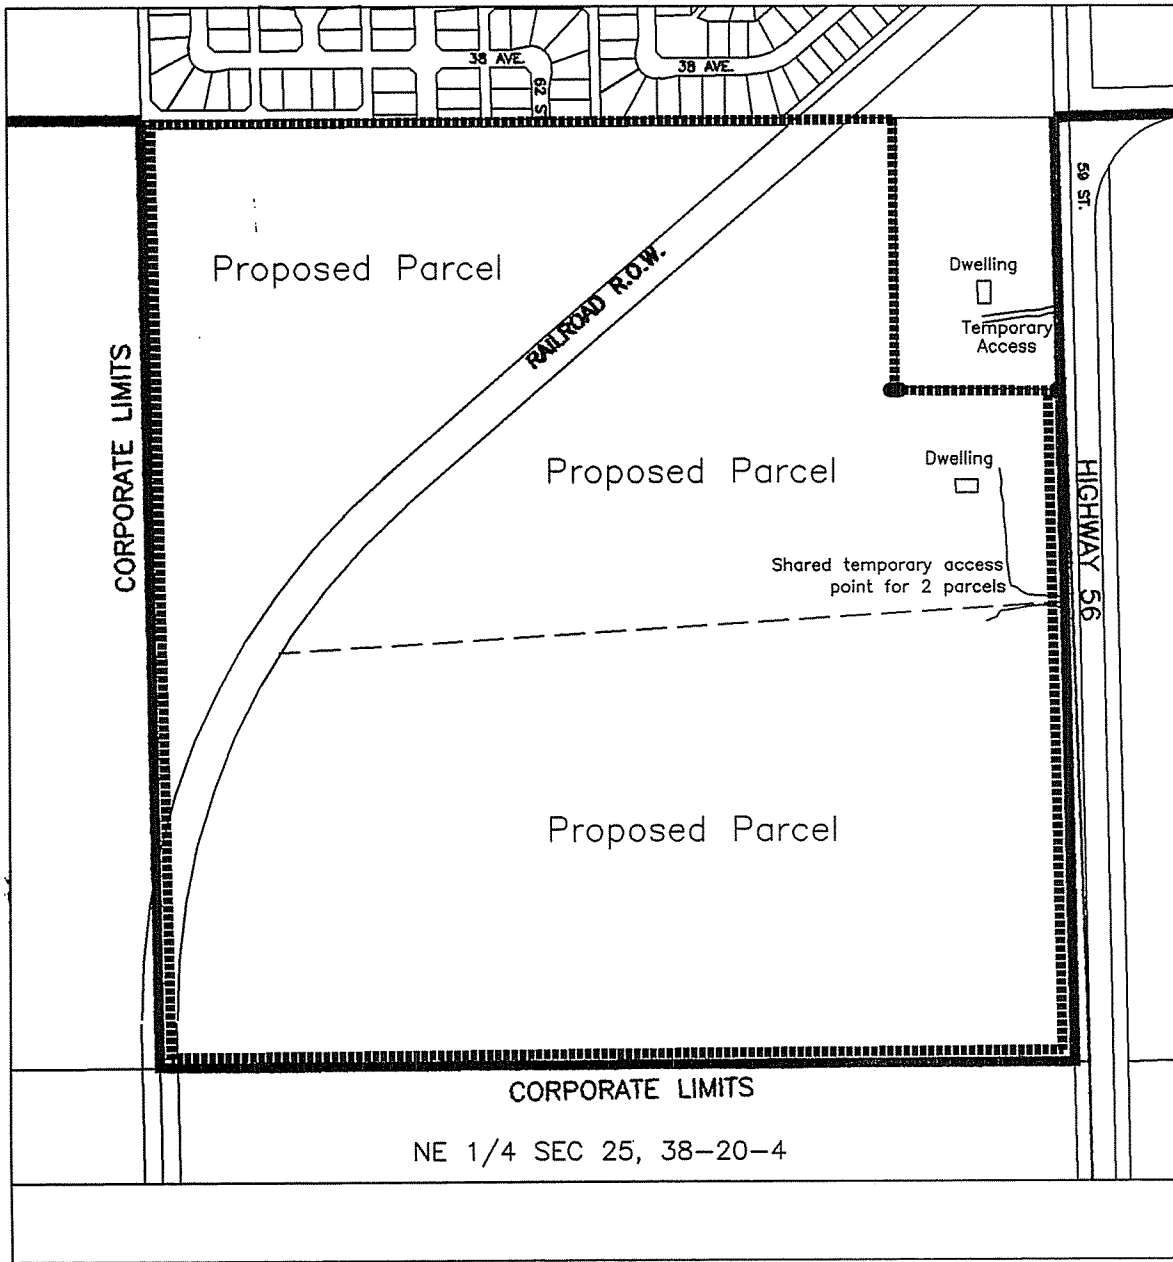 38 AVE.
38 AVE.
62 S
59 ST.
Proposed Parcel
RAILROAD R.O.W.
Dwelling
Temporary
Access
CORPORATE LIMITS
Proposed Parcel
Dwelling
HIGHWAY 56
Shared temporary access
point for 2 parcels
Proposed Parcel
CORPORATE LIMITS
NE 1/4 SEC 25, 38-20-4